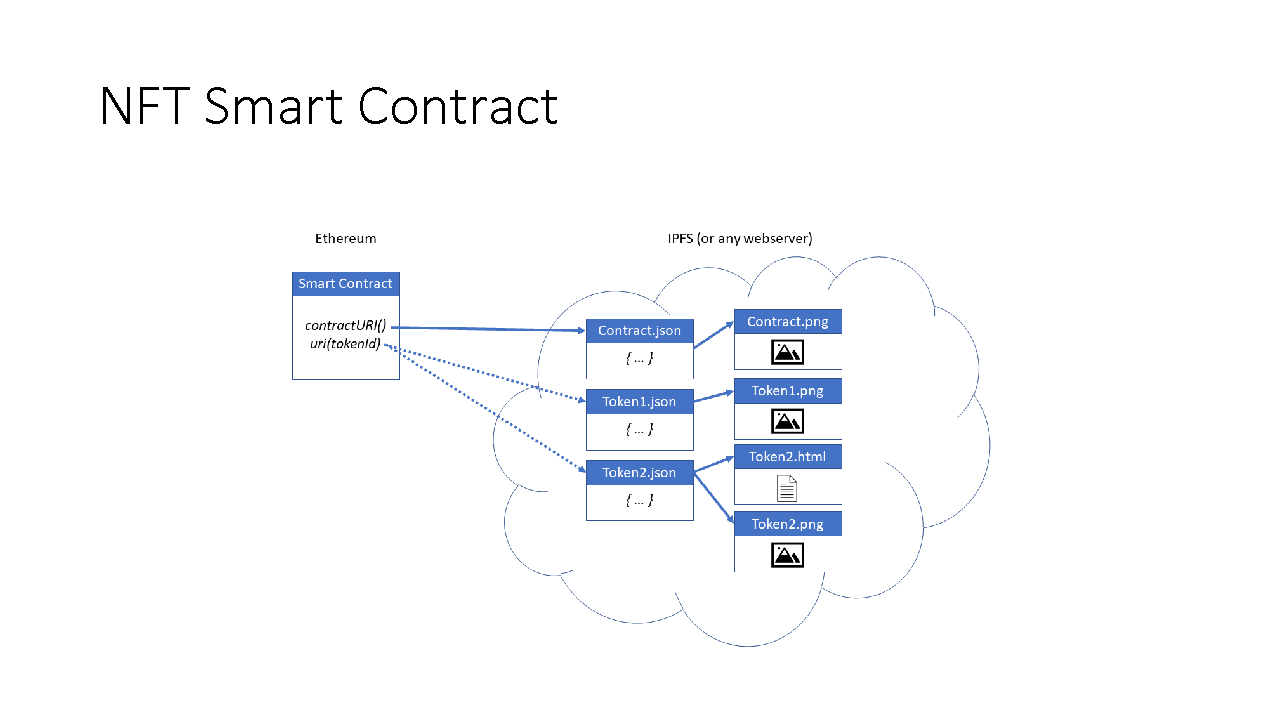 NFT Smart Contract
Ethereum
IPFS (or any webserver)
Smart Contract
contractURI()
uri(tokenId)
Contract.json
{ ... }
Token1.json
{ ... }
Token2.json
{ ... }
Contract.png
Token1.png
Token2.html
Token2.png